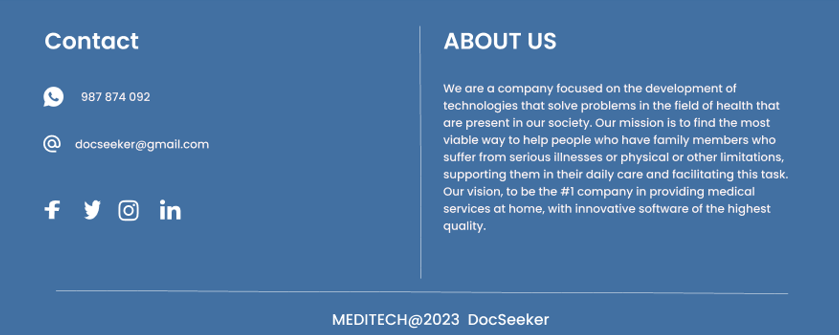 Contact
987 874 092
docseeker@gmail.com
ABOUT US
We are a company focused on the development of
technologies that solve problems in the field of health that
are present in our society. Our mission is to find the most
viable way to help people who have family members who
suffer from serious illnesses or physical or other limitations,
supporting them in their daily care and facilitating this task.
Our vision, to be the #1 company in providing medical
services at home, with innovative software of the highest
quality.
MEDITECH@2023 DocSeeker